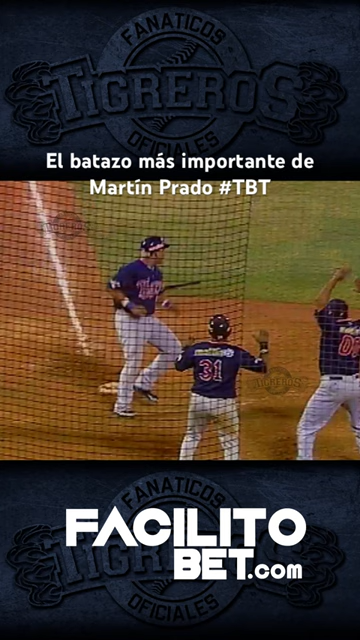 FANATICOS
TIGREROS
OFICIALES
El batazo más importante de
Martín Prado #TBT
31
FANATICOS
FACILITO
BET.com
TIGREROS
OFICIALES